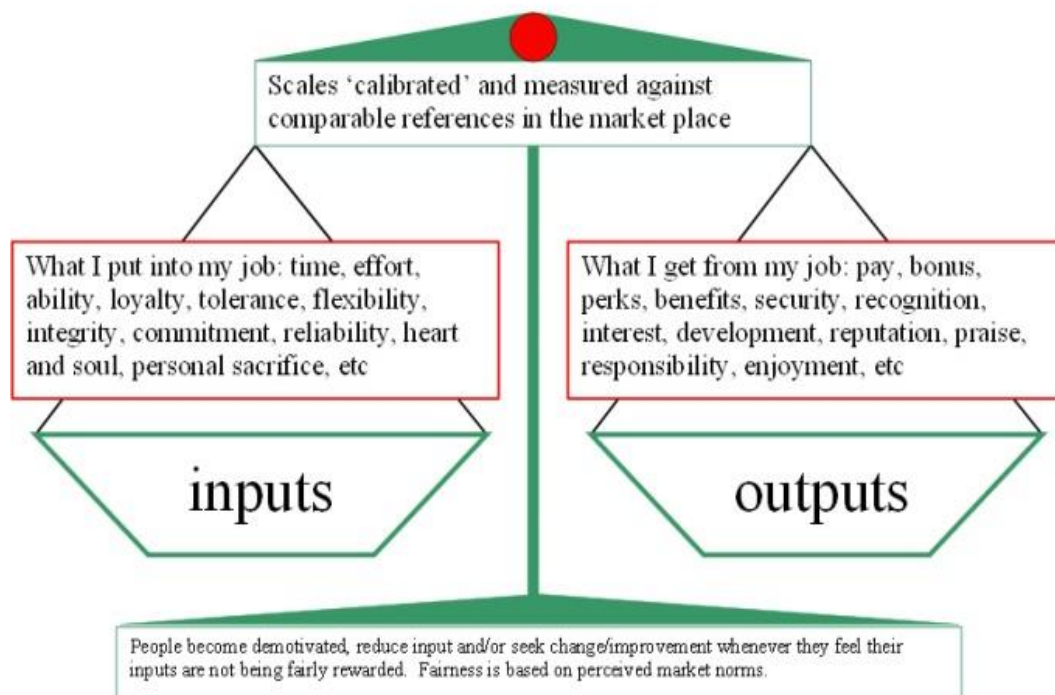 Scales ‘calibrated’ and measured against
comparable references in the market place
What I put into my job: time, effort,
ability, loyalty, tolerance, flexibility,
integrity, commitment, reliability, heart
and soul, personal sacrifice, etc
What I get from my job: pay, bonus,
perks, benefits, security, recognition,
interest, development, reputation, praise,
responsibility, enjoyment, etc
inputs
outputs
People become demotivated, reduce input and/or seek change/improvement whenever they feel their
inputs are not being fairly rewarded.  Fairness is based on perceived market norms.